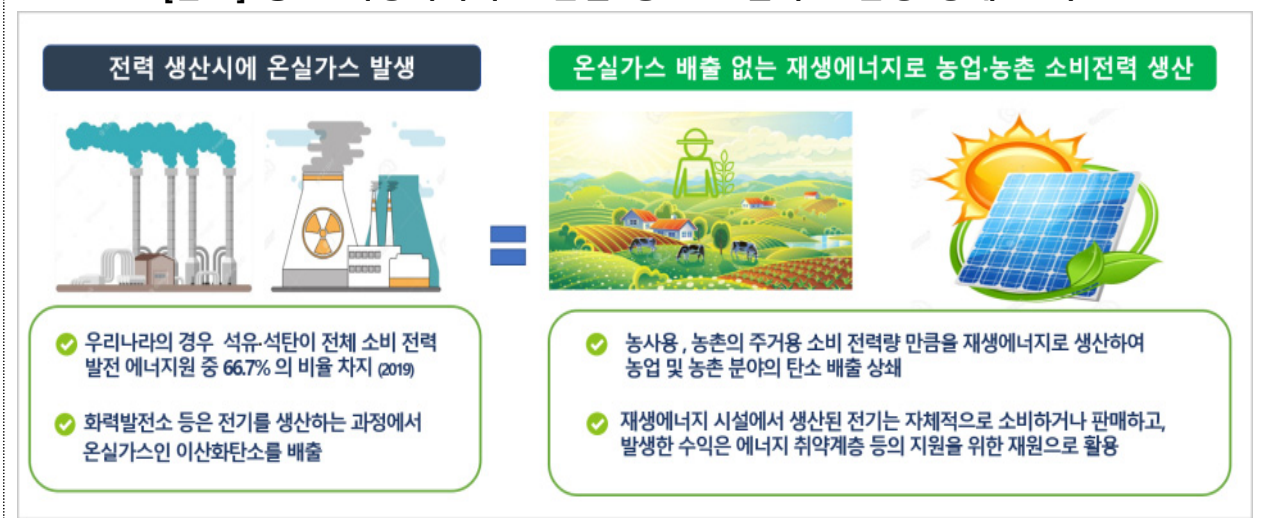 전력 생산시에 온실가스 발생
온실가스 배출 없는 재생에너지로 농업·농촌 소비전력 생산
우리나라의 경우 석유·석탄이 전체 소비 전력
발전 에너지원 중 66.7% 의 비율 차지 (2019)
화력발전소 등은 전기를 생산하는 과정에서
온실가스인 이산화탄소를 배출
농사용 , 농촌의 주거용 소비 전력량 만큼을 재생에너지로 생산하여
농업 및 농촌 분야의 탄소 배출 상쇄
재생에너지 시설에서 생산된 전기는 자체적으로 소비하거나 판매하고,
발생한 수익은 에너지 취약계층 등의 지원을 위한 재원으로 활용